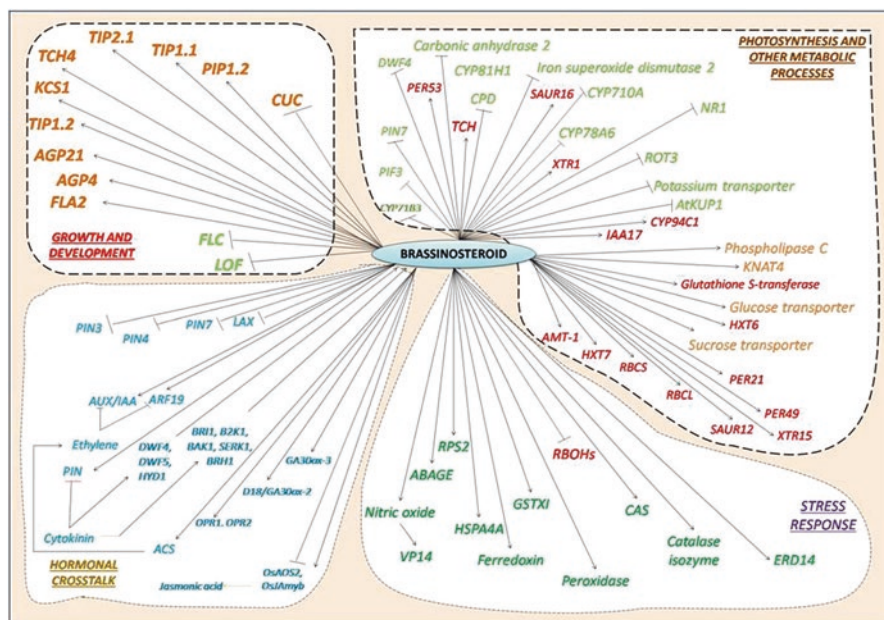 TIP2.1
TCH4
TIP1.1
KCS1
PIP1.2
CUC
TIP1.2
AGP21
AGP4
FLA2
FLC
LOF
GROWTH AND
DEVELOPMENT
PHOTOSYNTHESIS AND
OTHER METABOLIC
PROCESSES
DWF4
Carbonic anhydrase 2
CYP81H1
Iron superoxide dismutase 2
PER53
CPD
SAUR16
CYP710A
NR1
TCH
PIN7
CYP78A6
XTR1
ROT3
PIF3
Potassium transporter
CYP71B3
AtKUP1
CYP94C1
IAA17
BRASSINOSTEROID
Phospholipase C
KNAT4
Glutathione S-transferase
Glucose transporter
HXT6
Sucrose transporter
AMT-1
HXT7
RBCS
PER21
RBCL
PER49
SAUR12
XTR15
PIN3
PIN4
PIN7
LAX
AUX/IAA
ARF19
Ethylene
PIN
DWF4,
DWF5,
HYD1
BRI1, B2K1,
BAK1, SERK1,
BRH1
GA30ox-3
D18/GA30ox-2
OPR1. OPR2
Cytokinin
ACS
HORMONAL
CROSSTALK
Jasmonic acid
OsAOS2,
OsJAmyb
RPS2
ABAGE
RBOHs
Nitric oxide
VP14
HSPA4A
GSTXI
CAS
Ferredoxin
Peroxidase
Catalase
isozyme
ERD14
STRESS
RESPONSE